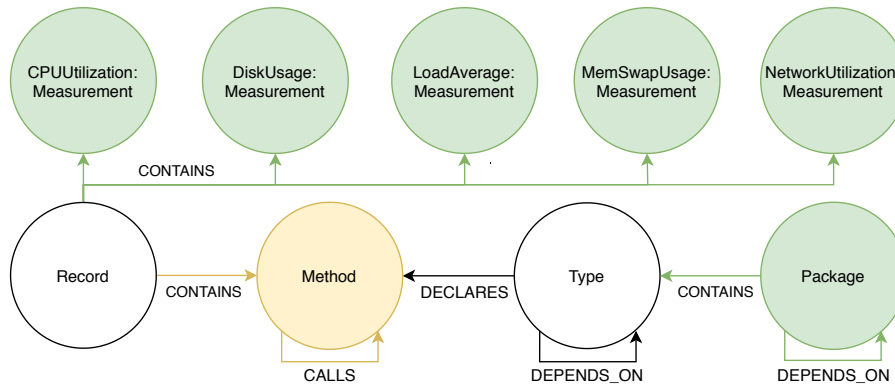 CPUUtilization:
Measurement
DiskUsage:
Measurement
LoadAverage:
Measurement
MemSwapUsage:
Measurement
NetworkUtilization
Measurement
CONTAINS
Record
CONTAINS
Method
CALLS
DECLARES
Type
DEPENDS_ON
CONTAINS
Package
DEPENDS_ON